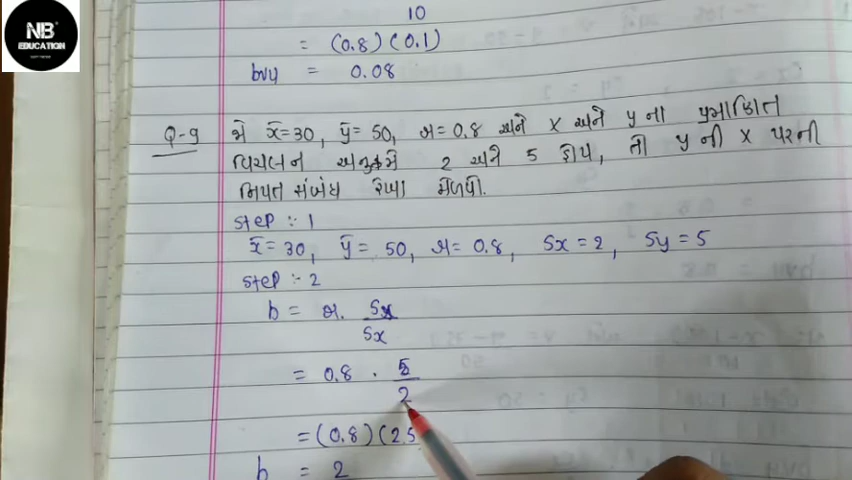 NB®
EDUCATION
10
= (0.8) (0.1)
bvu = 0.08
Q-9 જો x̄=30, ȳ=50, અ=0.8 અને X અને Y ના પ્રમાણિત
વિચલન અનુક્રમે 2 અને 5 હોય, તો Y ની X પરની
નિયત સંબંધ રેખા મેળવો.
step :- 1
x̄=30, ȳ= 50, અ= 0.8, Sx=2, Sy=5
step :- 2
b = અ.
Sx
= 0.8 . 5
2
= (0.8) (2.5
b = 2